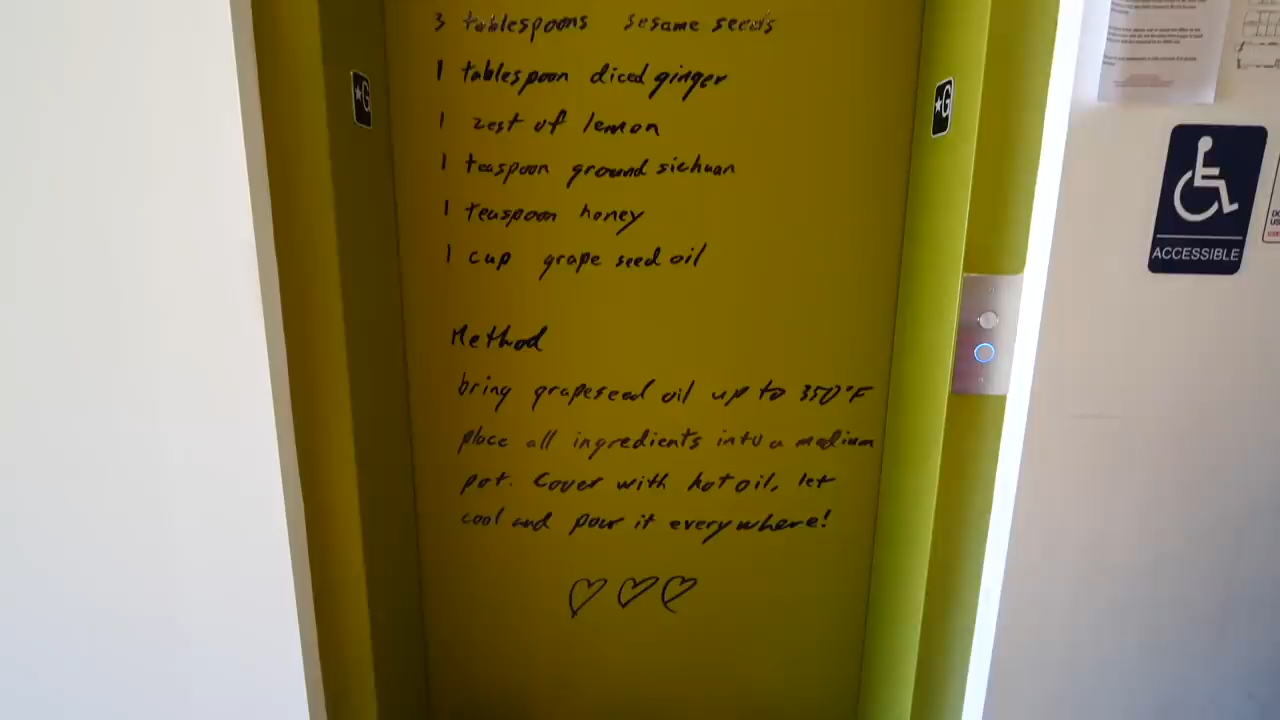 3 tablespoons sesame seeds
1 tablespoon diced ginger
1 zest of lemon
1 teaspoon ground sichuan
1 teaspoon honey
1 cup grape seed oil
Method
bring grapeseed oil up to 350°F
place all ingredients into a medium
pot. Cover with hot oil, let
cool and pour it everywhere!
★G
★G
ACCESSIBLE